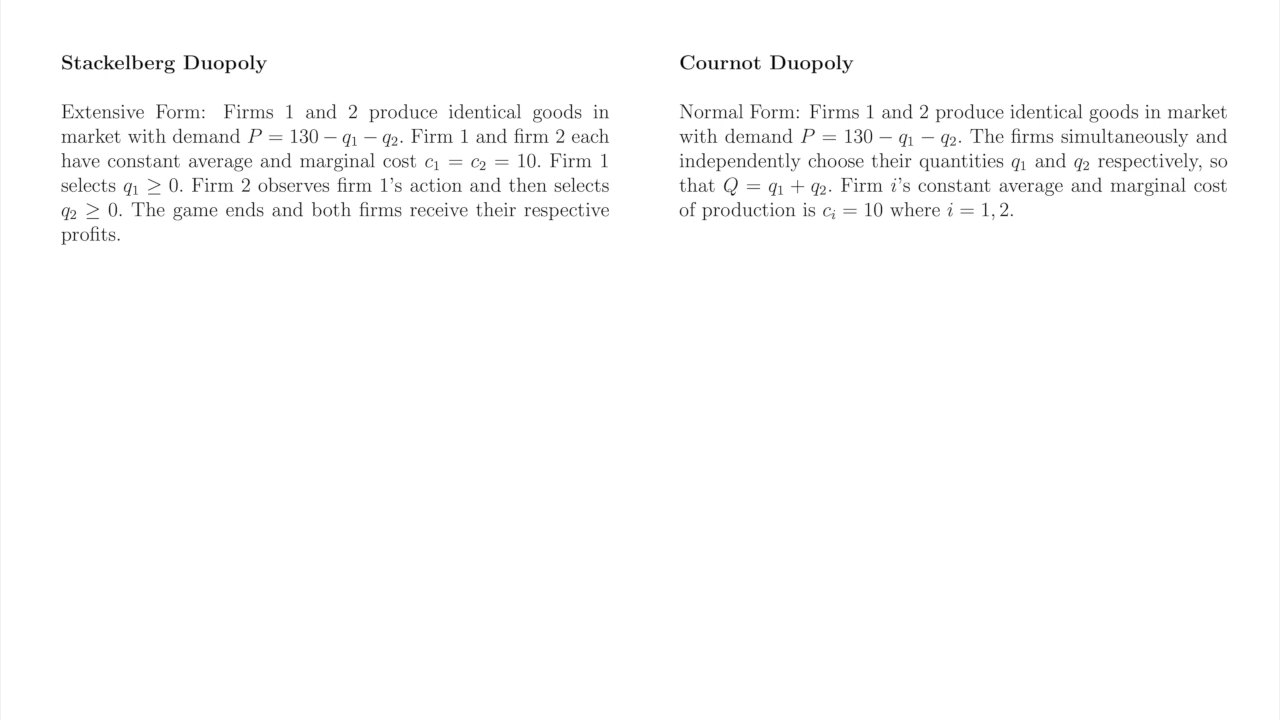 Stackelberg Duopoly
Extensive Form: Firms 1 and 2 produce identical goods in
market with demand P = 130 − q₁ − q₂. Firm 1 and firm 2 each
have constant average and marginal cost c₁ = c₂ = 10. Firm 1
selects q₁ ≥ 0. Firm 2 observes firm 1's action and then selects
q₂ ≥ 0. The game ends and both firms receive their respective
profits.
Cournot Duopoly
Normal Form: Firms 1 and 2 produce identical goods in market
with demand P = 130 − q₁ − q₂. The firms simultaneously and
independently choose their quantities q₁ and q₂ respectively, so
that Q = q₁ + q₂. Firm i's constant average and marginal cost
of production is cᵢ = 10 where i = 1, 2.